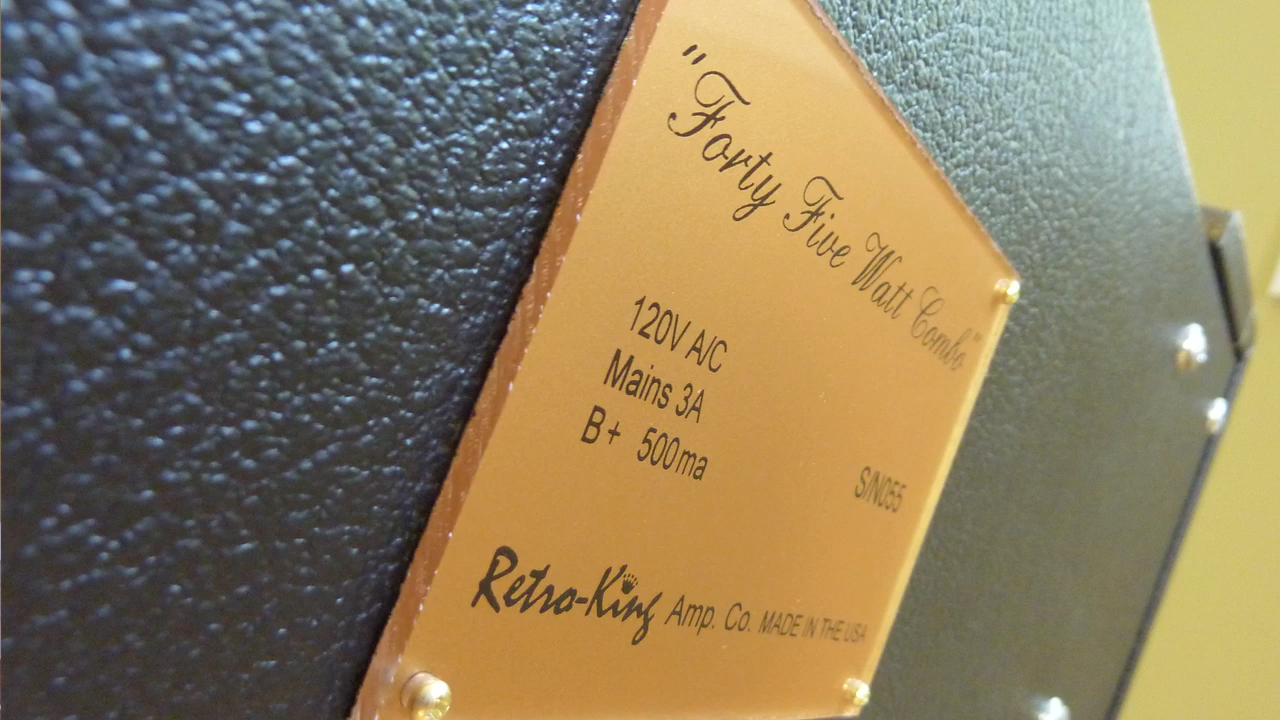 "Forty Five Watt Combo"
120V A/C
Mains 3A
B+ 500ma
S/N055
Retro-King Amp. Co. MADE IN THE USA